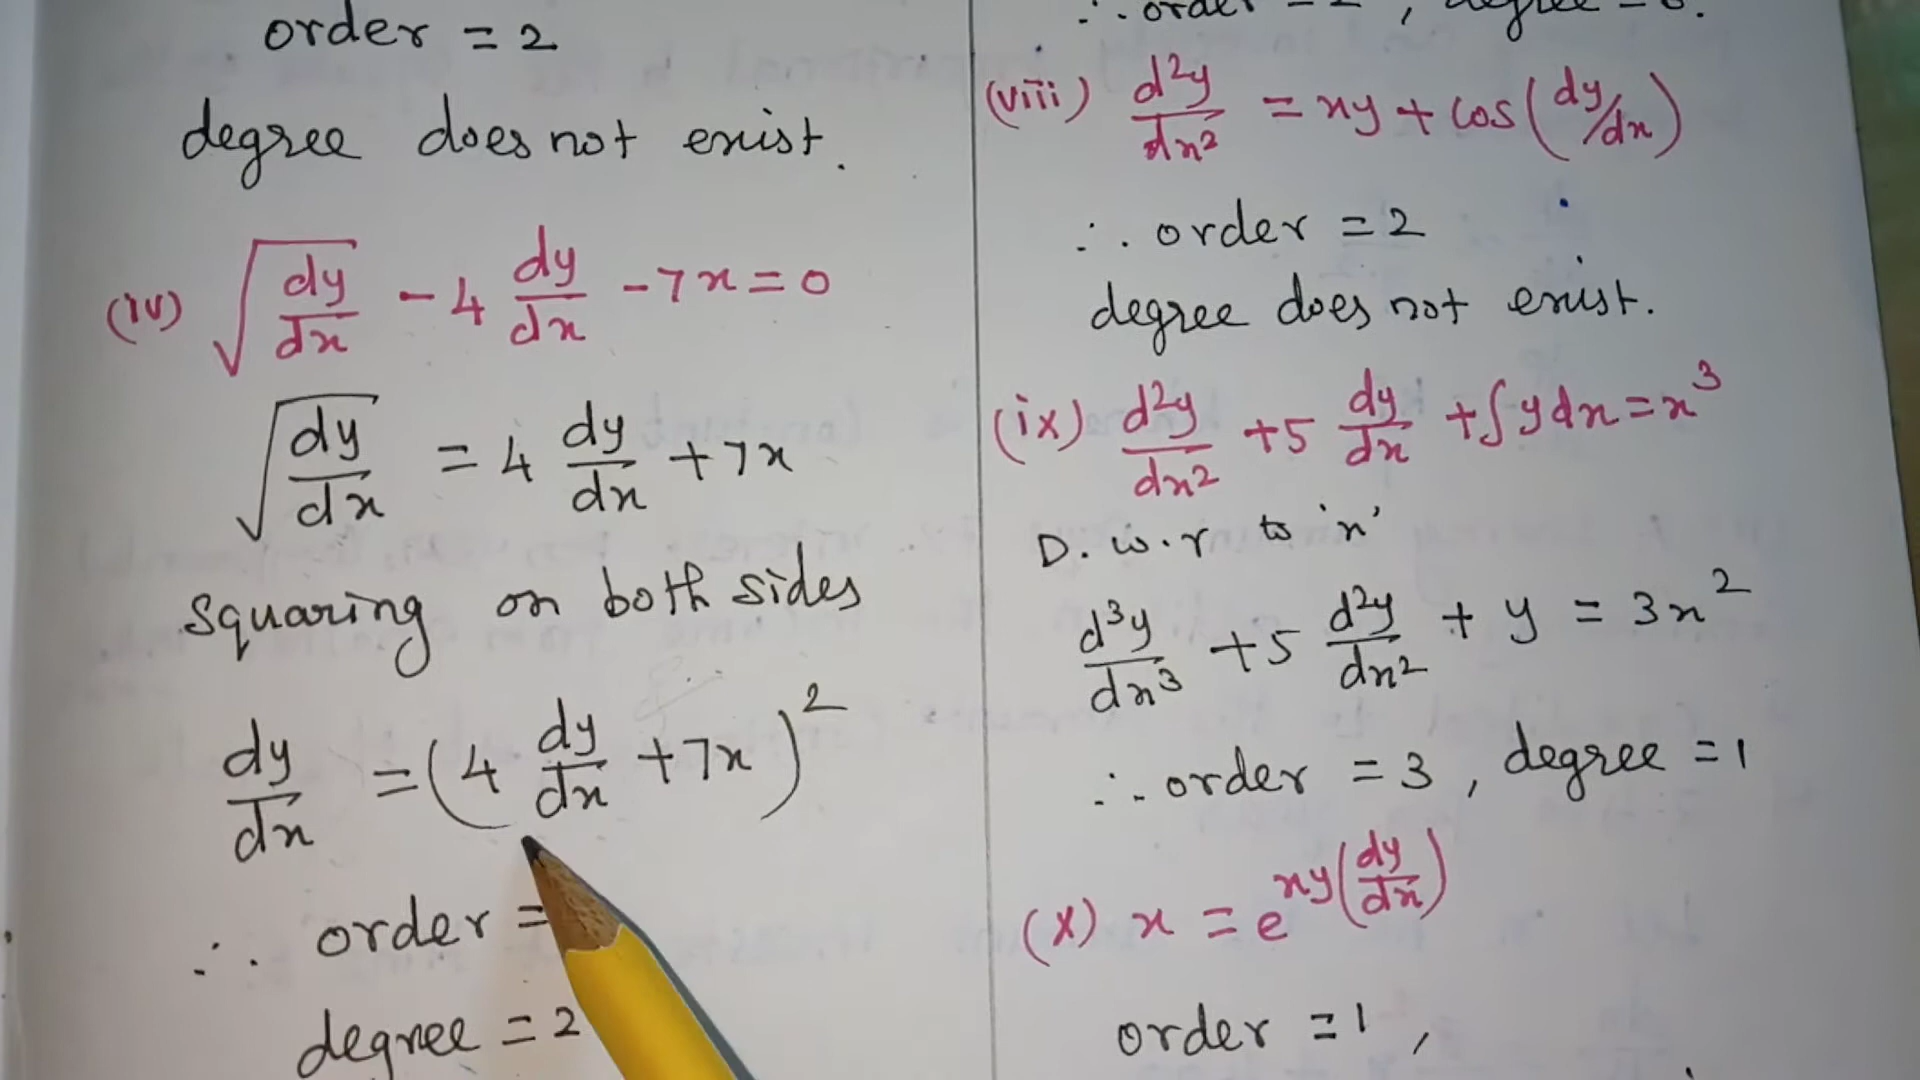 order = 2
degree does not exist.
(iv) √(dy/dx) - 4 dy/dx - 7x = 0
√(dy/dx) = 4 dy/dx + 7x
Squaring on both sides
dy/dx = (4 dy/dx + 7x)²
∴ order =
degree = 2
∴ order = , degree =
(viii) d²y/dx² = xy + cos(dy/dx)
∴ order = 2
degree does not exist.
(ix) d²y/dx² + 5 dy/dx + ∫y dx = x³
D. w. r to 'x'
d³y/dx³ + 5 d²y/dx² + y = 3x²
∴ order = 3, degree = 1
(x) x = e^(xy(dy/dx))
order = 1,